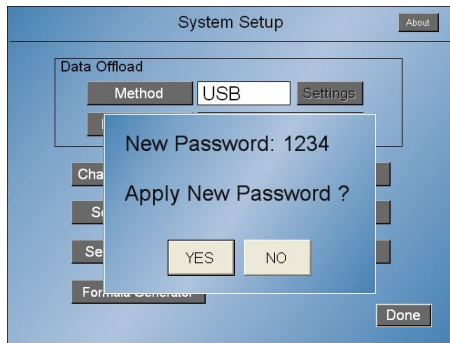 System Setup
About
Data Offload
Method
USB
Settings
New Password: 1234
Apply New Password ?
YES
NO
Done